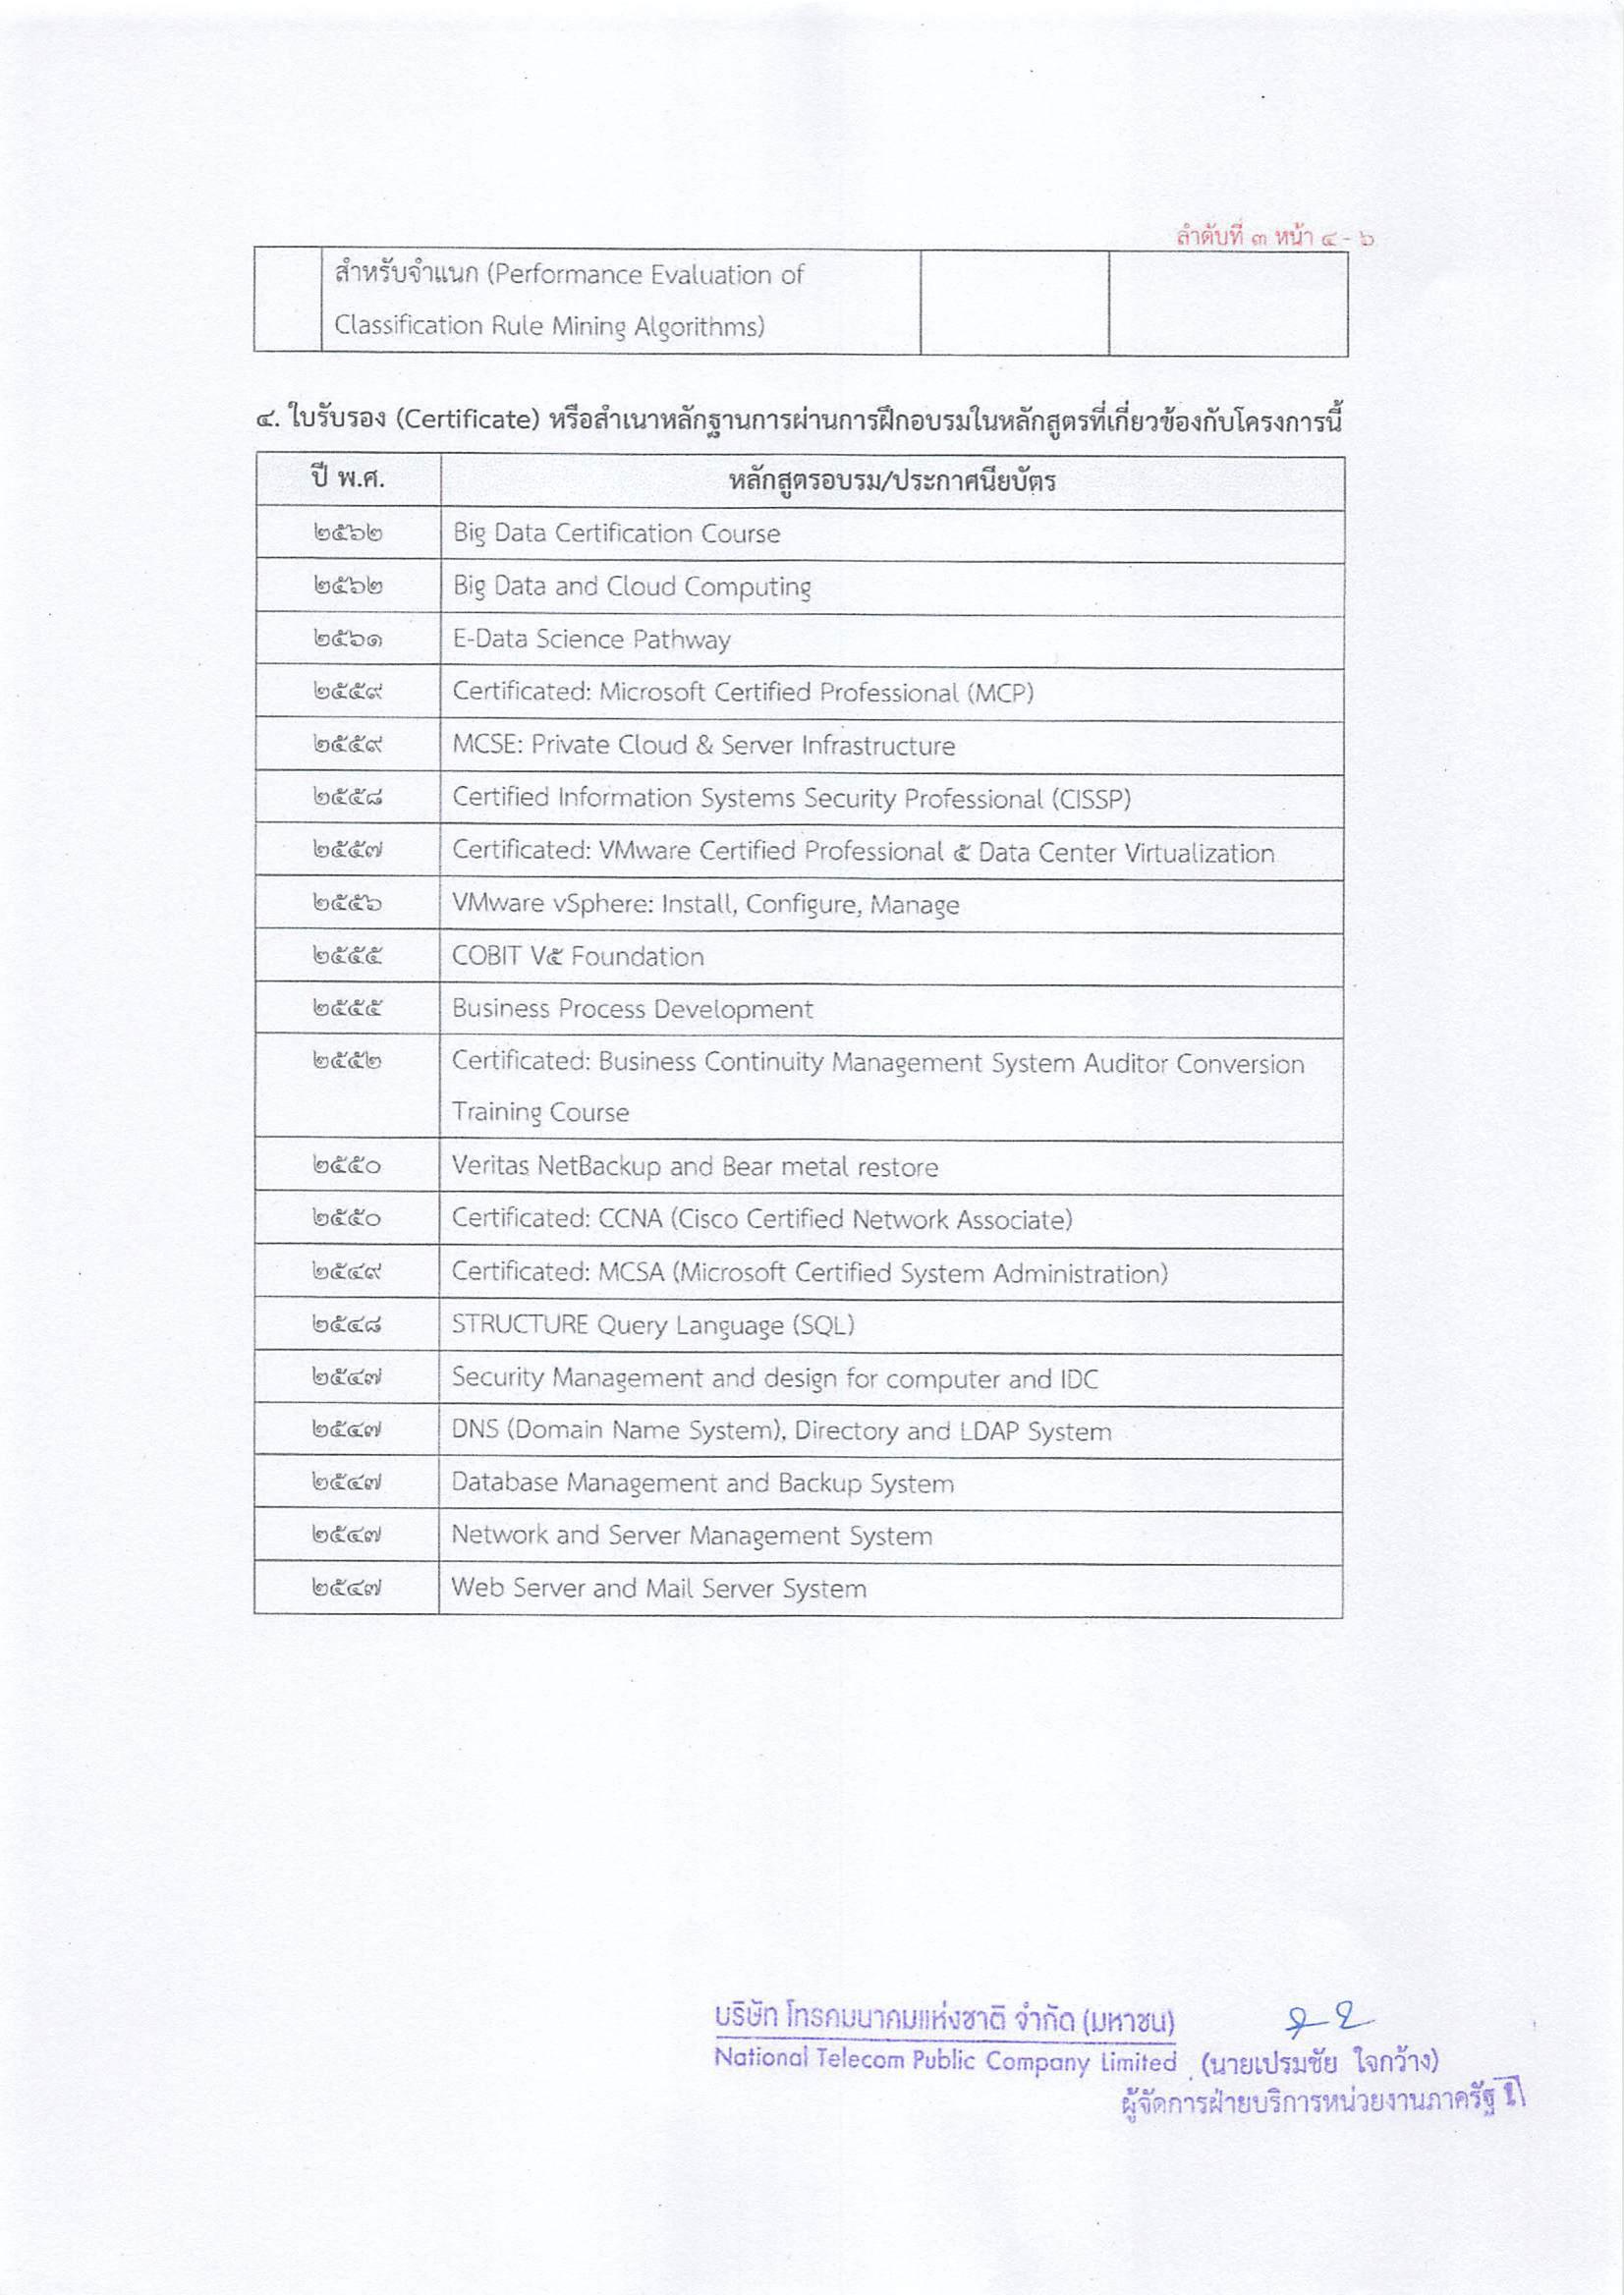 ลำดับที่ ๓ หน้า ๔ - ๖
สำหรับจำแนก (Performance Evaluation of
Classification Rule Mining Algorithms)
๔. ใบรับรอง (Certificate) หรือสำเนาหลักฐานการผ่านการฝึกอบรมในหลักสูตรที่เกี่ยวข้องกับโครงการนี้
ปี พ.ศ. หลักสูตรอบรม/ประกาศนียบัตร
๒๕๖๒ Big Data Certification Course
๒๕๖๒ Big Data and Cloud Computing
๒๕๖๑ E-Data Science Pathway
๒๕๕๙ Certificated: Microsoft Certified Professional (MCP)
๒๕๕๙ MCSE: Private Cloud & Server Infrastructure
๒๕๕๘ Certified Information Systems Security Professional (CISSP)
๒๕๕๗ Certificated: VMware Certified Professional ๕ Data Center Virtualization
๒๕๕๖ VMware vSphere: Install, Configure, Manage
๒๕๕๕ COBIT V๕ Foundation
๒๕๕๕ Business Process Development
๒๕๕๒ Certificated: Business Continuity Management System Auditor Conversion
Training Course
๒๕๕๐ Veritas NetBackup and Bear metal restore
๒๕๕๐ Certificated: CCNA (Cisco Certified Network Associate)
๒๕๔๙ Certificated: MCSA (Microsoft Certified System Administration)
๒๕๔๘ STRUCTURE Query Language (SQL)
๒๕๔๗ Security Management and design for computer and IDC
๒๕๔๗ DNS (Domain Name System), Directory and LDAP System
๒๕๔๗ Database Management and Backup System
๒๕๔๗ Network and Server Management System
๒๕๔๗ Web Server and Mail Server System
บริษัท โทรคมนาคมแห่งชาติ จำกัด (มหาชน)
National Telecom Public Company Limited (นายเปรมชัย ใจกว้าง)
ผู้จัดการฝ่ายบริการหน่วยงานภาครัฐ